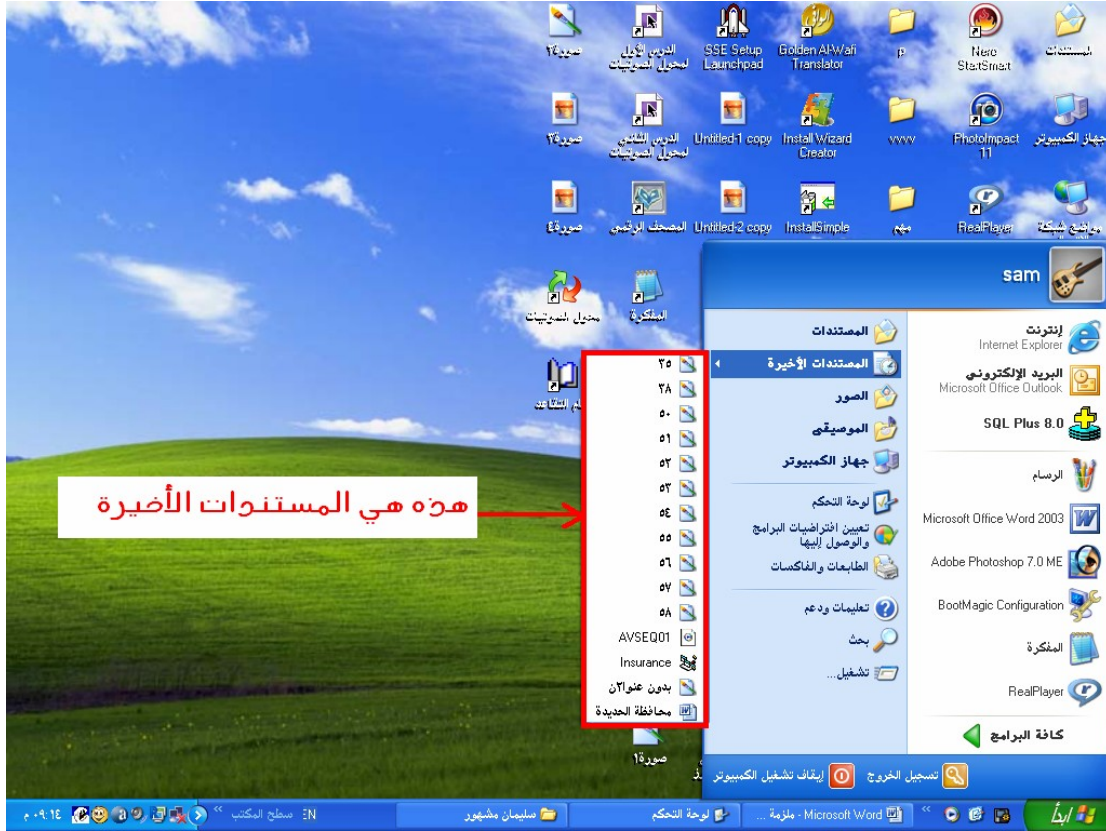 المستندات
Nero
StartSmart
p
Golden Al-Wafi
Translator
SSE Setup
Launchpad
الدرس الأول
لمحول الصوتيات
صورة٢
جهاز الكمبيوتر
PhotoImpact
11
vvvv
Install Wizard
Creator
Untitled-1 copy
الدرس الثاني
لمحول الصوتيات
صورة٣
مواضع شبكة
RealPlayer
مهم
InstallSimple
Untitled-2 copy
المصحف الرقمي
صورة٤
المفكرة
محول الصوتيات
sam
إنترنت
Internet Explorer
البريد الإلكتروني
Microsoft Office Outlook
SQL Plus 8.0
الرسام
Microsoft Office Word 2003
Adobe Photoshop 7.0 ME
BootMagic Configuration
المفكرة
RealPlayer
كافة البرامج
المستندات
المستندات الأخيرة
الصور
الموسيقى
جهاز الكمبيوتر
لوحة التحكم
تعيين افتراضيات البرامج
والوصول إليها
الطابعات والفاكسات
تعليمات ودعم
بحث
تشغيل...
٣٥
٣٨
٥٠
٥١
٥٢
٥٣
٥٤
٥٥
٥٦
٥٧
٥٨
AVSEQ01
Insurance
بدون عنوا٢ن
محافظة الحديدة
هذه هي المستندات الأخيرة
صورة١
تسجيل الخروج
إيقاف تشغيل الكمبيوتر
ابدأ
ملزمة - Microsoft Word ...
لوحة التحكم
سليمان مشهور
سطح المكتب
٠٩:١٤ م